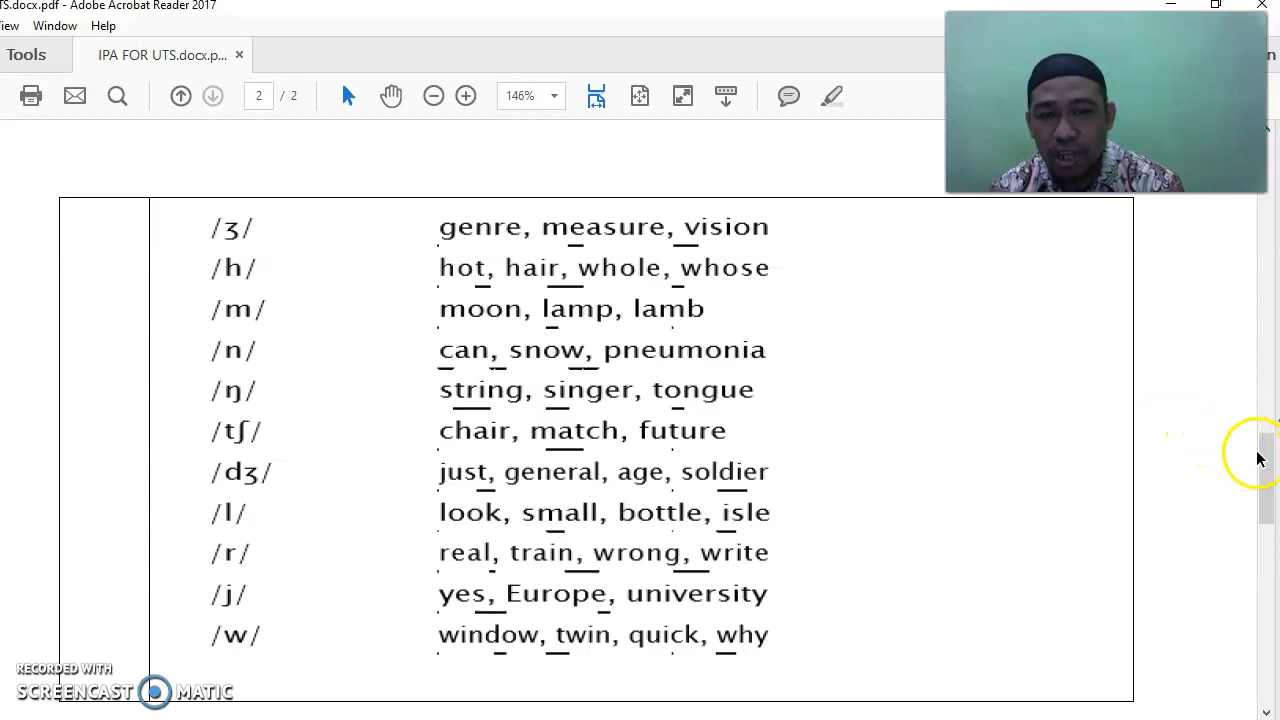 TS.docx.pdf - Adobe Acrobat Reader 2017
View Window Help
Tools IPA FOR UTS.docx.p... ×
2 / 2 146%
/ʒ/ genre, measure, vision
/h/ hot, hair, whole, whose
/m/ moon, lamp, lamb
/n/ can, snow, pneumonia
/ŋ/ string, singer, tongue
/tʃ/ chair, match, future
/dʒ/ just, general, age, soldier
/l/ look, small, bottle, isle
/r/ real, train, wrong, write
/j/ yes, Europe, university
/w/ window, twin, quick, why
RECORDED WITH
SCREENCAST MATIC